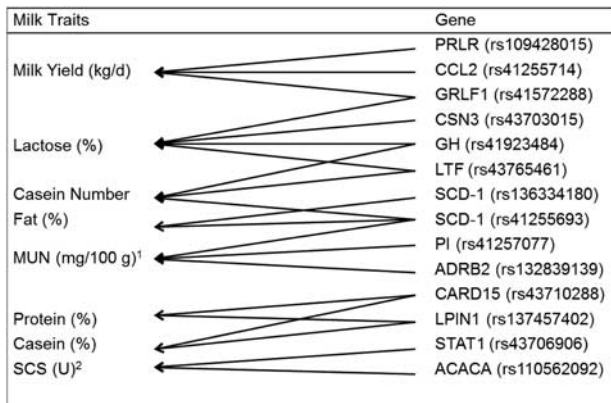 Milk Traits Gene
PRLR (rs109428015)
Milk Yield (kg/d) CCL2 (rs41255714)
GRLF1 (rs41572288)
CSN3 (rs43703015)
Lactose (%) GH (rs41923484)
LTF (rs43765461)
Casein Number SCD-1 (rs136334180)
Fat (%) SCD-1 (rs41255693)
PI (rs41257077)
MUN (mg/100 g)¹
ADRB2 (rs132839139)
CARD15 (rs43710288)
Protein (%) LPIN1 (rs137457402)
Casein (%) STAT1 (rs43706906)
SCS (U)² ACACA (rs110562092)